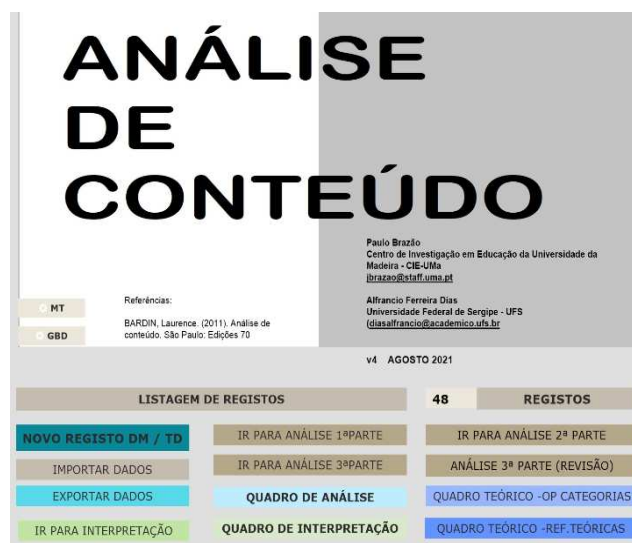 ANÁLISE
DE
CONTEÚDO
Paulo Brazão
Centro de Investigação em Educação da Universidade da
Madeira - CIE-UMa
jbrazao@staff.uma.pt
MT
GBD
Referências:
BARDIN, Laurence. (2011). Análise de
conteúdo. São Paulo: Edições 70
Alfrancio Ferreira Dias
Universidade Federal de Sergipe - UFS
(diasalfrancio@academico.ufs.br
v4 AGOSTO 2021
LISTAGEM DE REGISTOS
48 REGISTOS
NOVO REGISTO DM / TD
IR PARA ANÁLISE 1ªPARTE
IR PARA ANÁLISE 2ª PARTE
IMPORTAR DADOS
IR PARA ANÁLISE 3ªPARTE
ANÁLISE 3ª PARTE (REVISÃO)
EXPORTAR DADOS
QUADRO DE ANÁLISE
QUADRO TEÓRICO -OP CATEGORIAS
IR PARA INTERPRETAÇÃO
QUADRO DE INTERPRETAÇÃO
QUADRO TEÓRICO -REF.TEÓRICAS